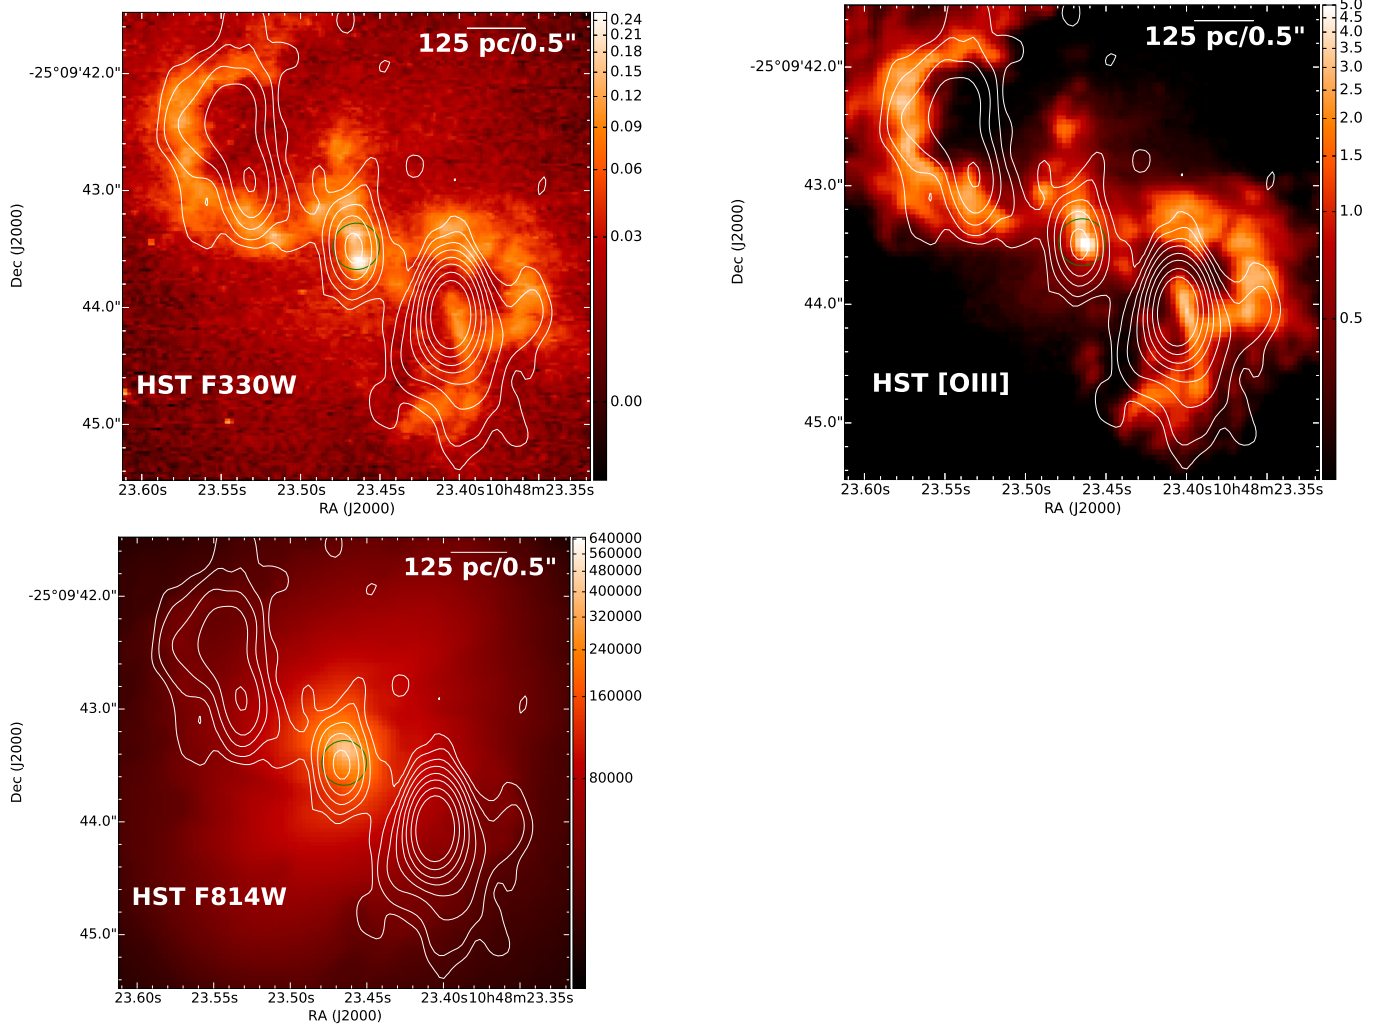 125 pc/0.5"
HST F330W
-25°09'42.0"
43.0"
44.0"
45.0"
Dec (J2000)
23.60s 23.55s 23.50s 23.45s 23.40s10h48m23.35s
RA (J2000)
0.24
0.21
0.18
0.15
0.12
0.09
0.06
0.03
0.00
125 pc/0.5"
HST [OIII]
-25°09'42.0"
43.0"
44.0"
45.0"
Dec (J2000)
23.60s 23.55s 23.50s 23.45s 23.40s10h48m23.35s
RA (J2000)
5.0
4.5
4.0
3.5
3.0
2.5
2.0
1.5
1.0
0.5
125 pc/0.5"
HST F814W
-25°09'42.0"
43.0"
44.0"
45.0"
Dec (J2000)
23.60s 23.55s 23.50s 23.45s 23.40s10h48m23.35s
RA (J2000)
640000
560000
480000
400000
320000
240000
160000
80000